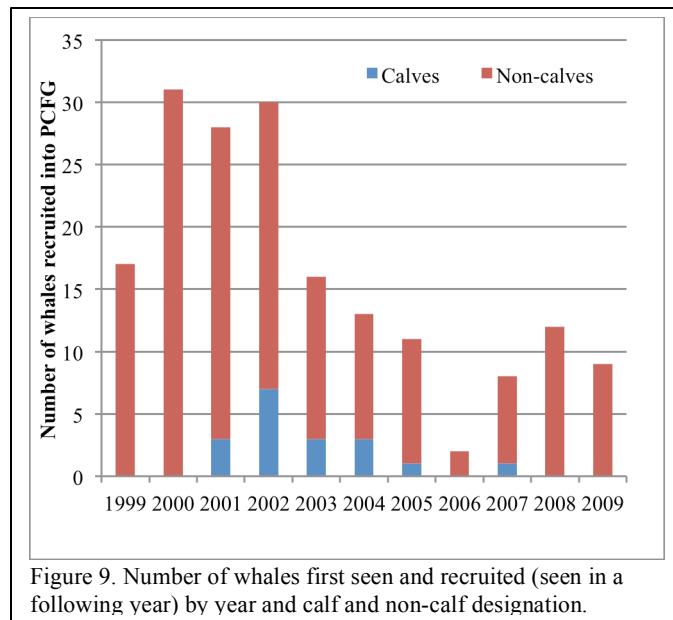 35
30
25
20
15
10
5
0
Number of whales recruited into PCFG
Calves Non-calves
1999 2000 2001 2002 2003 2004 2005 2006 2007 2008 2009
Figure 9. Number of whales first seen and recruited (seen in a
following year) by year and calf and non-calf designation.